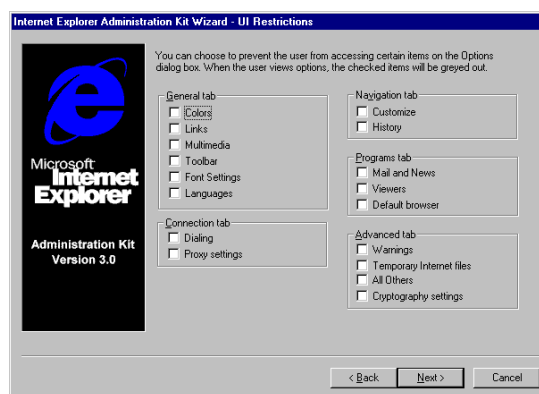 Internet Explorer Administration Kit Wizard - UI Restrictions
You can choose to prevent the user from accessing certain items on the Options
dialog box. When the user views options, the checked items will be greyed out.
General tab
Colors
Links
Multimedia
Toolbar
Font Settings
Languages
Connection tab
Dialing
Proxy settings
Navigation tab
Customize
History
Programs tab
Mail and News
Viewers
Default browser
Advanced tab
Warnings
Temporary Internet files
All Others
Cryptography settings
Microsoft
Internet
Explorer
Administration Kit
Version 3.0
< Back
Next >
Cancel